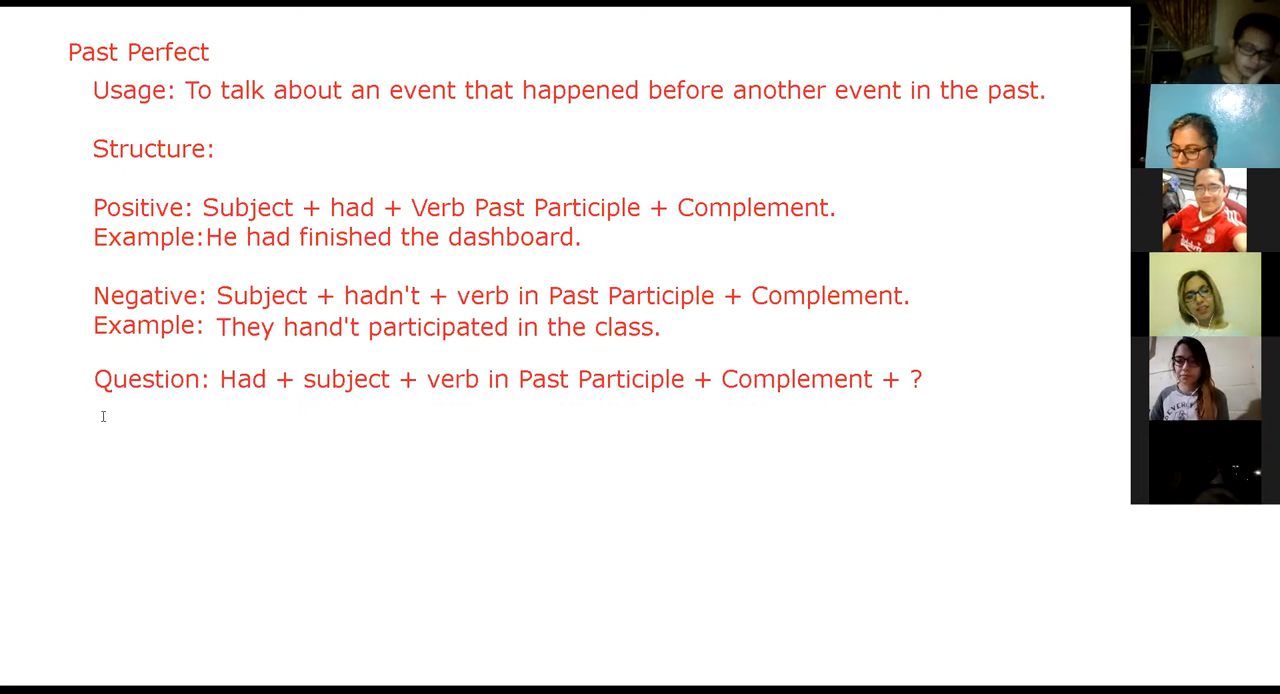 Past Perfect
Usage: To talk about an event that happened before another event in the past.
Structure:
Positive: Subject + had + Verb Past Participle + Complement.
Example:He had finished the dashboard.
Negative: Subject + hadn't + verb in Past Participle + Complement.
Example: They hand't participated in the class.
Question: Had + subject + verb in Past Participle + Complement + ?